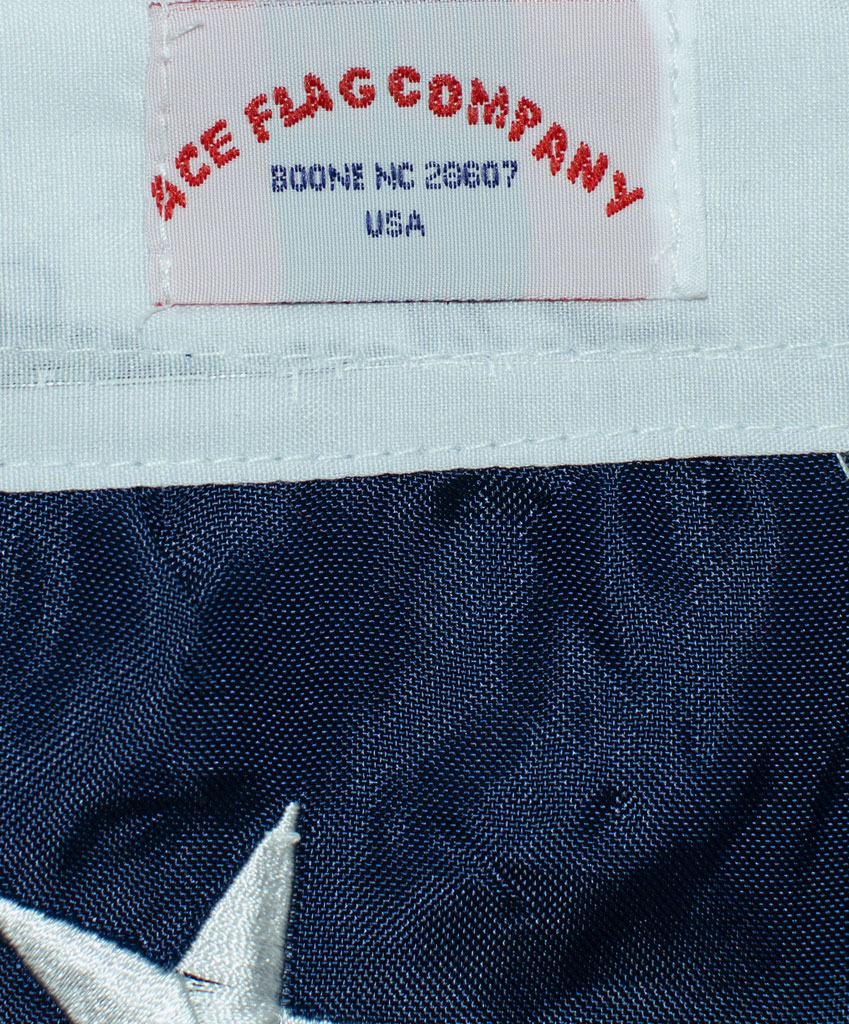 ACE FLAG COMPANY
BOONE NC 28607
USA